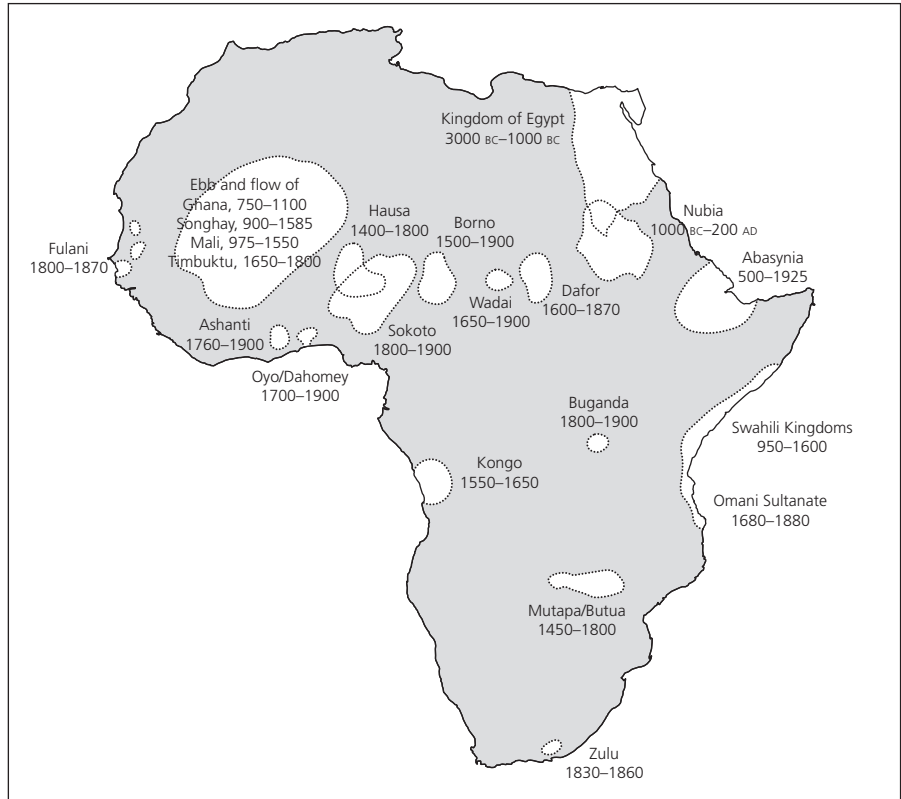 Kingdom of Egypt
3000 BC–1000 BC
Ebb and flow of
Ghana, 750–1100
Songhay, 900–1585
Mali, 975–1550
Timbuktu, 1650–1800
Hausa
1400–1800
Borno
1500–1900
Nubia
1000 BC–200 AD
Fulani
1800–1870
Abasynia
500–1925
Wadai
1650–1900
Dafor
1600–1870
Ashanti
1760–1900
Sokoto
1800–1900
Oyo/Dahomey
1700–1900
Buganda
1800–1900
Swahili Kingdoms
950–1600
Kongo
1550–1650
Omani Sultanate
1680–1880
Mutapa/Butua
1450–1800
Zulu
1830–1860